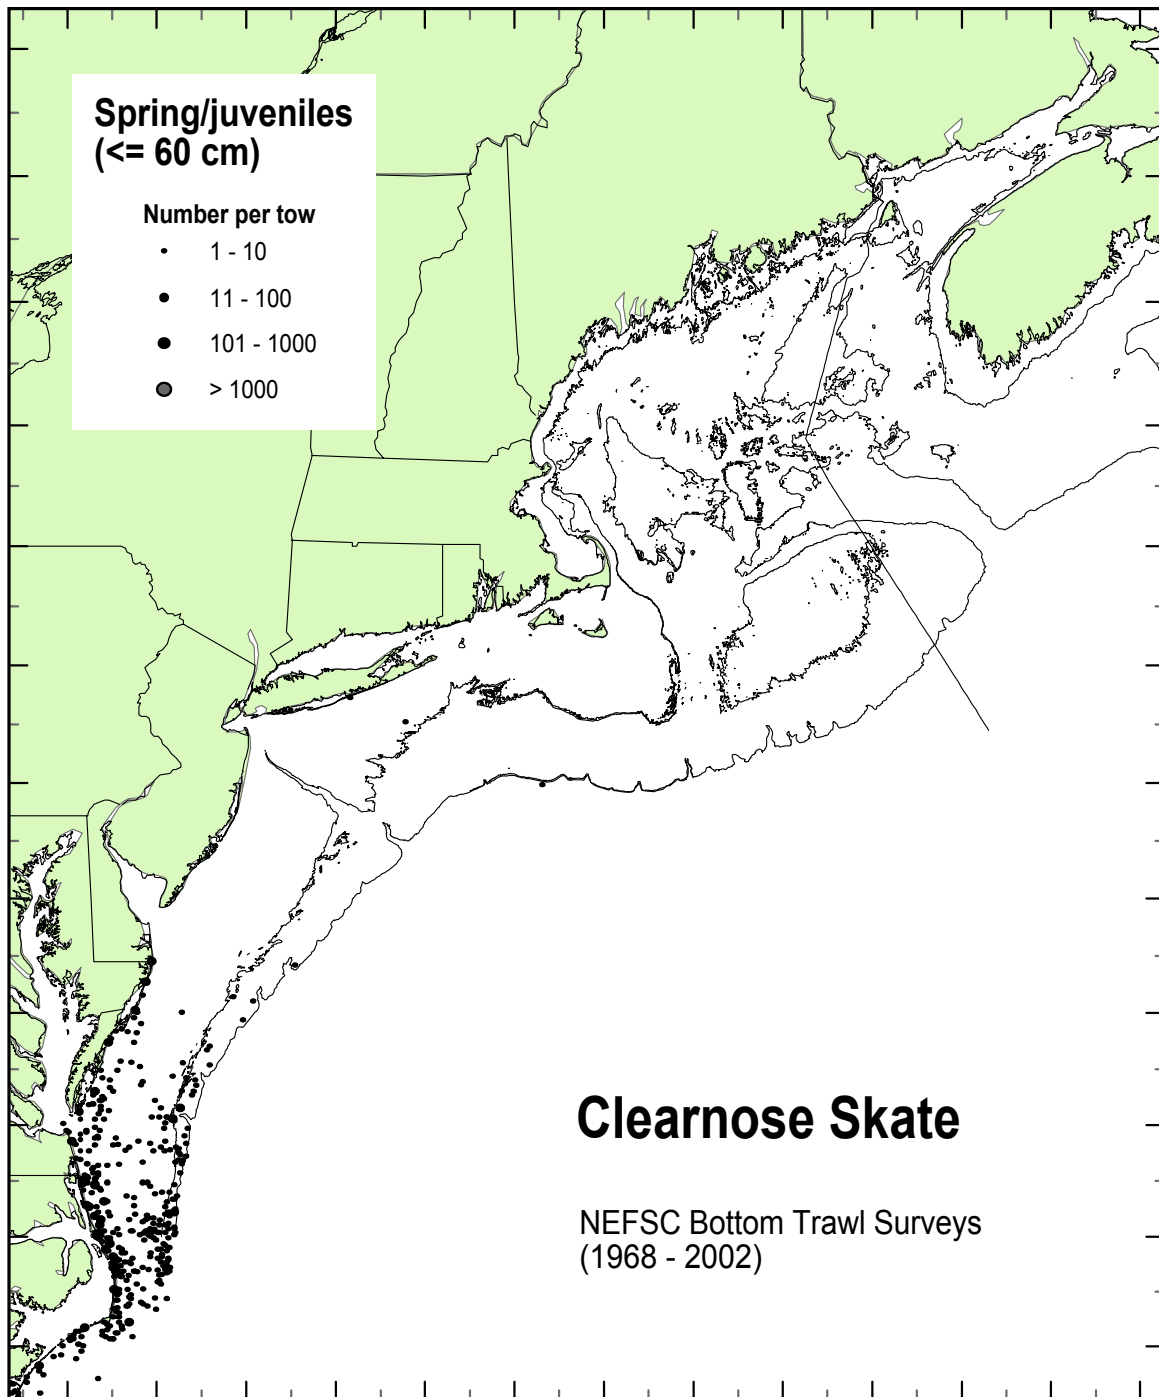 Spring/juveniles
(<= 60 cm)
Number per tow
1 - 10
11 - 100
101 - 1000
> 1000
Clearnose Skate
NEFSC Bottom Trawl Surveys
(1968 - 2002)